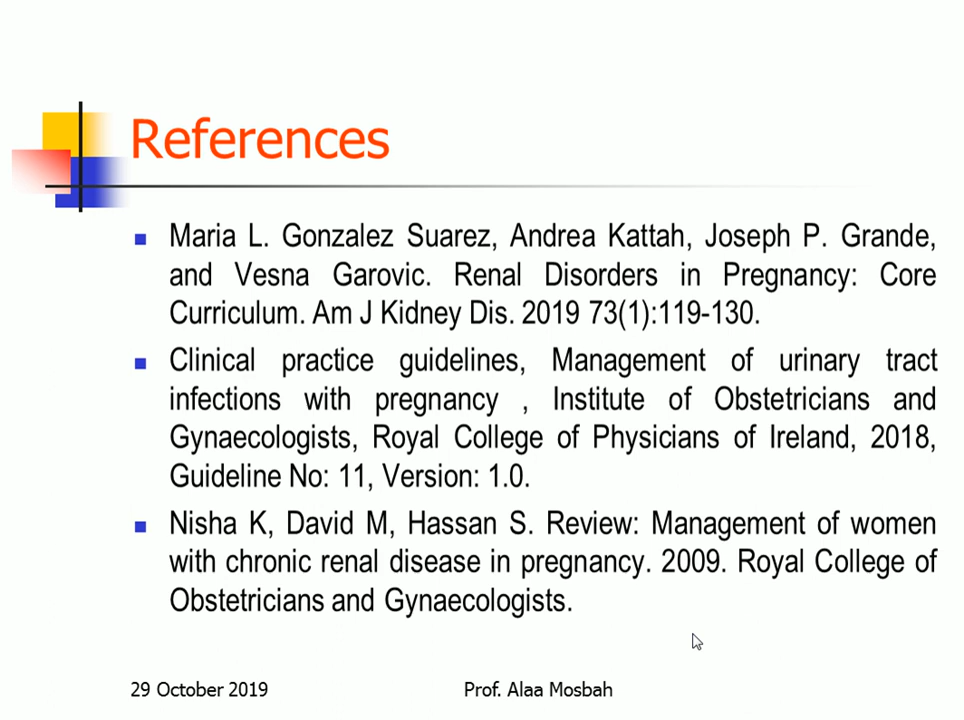 References
Maria L. Gonzalez Suarez, Andrea Kattah, Joseph P. Grande,
and Vesna Garovic. Renal Disorders in Pregnancy: Core
Curriculum. Am J Kidney Dis. 2019 73(1):119-130.
Clinical practice guidelines, Management of urinary tract
infections with pregnancy , Institute of Obstetricians and
Gynaecologists, Royal College of Physicians of Ireland, 2018,
Guideline No: 11, Version: 1.0.
Nisha K, David M, Hassan S. Review: Management of women
with chronic renal disease in pregnancy. 2009. Royal College of
Obstetricians and Gynaecologists.
29 October 2019
Prof. Alaa Mosbah